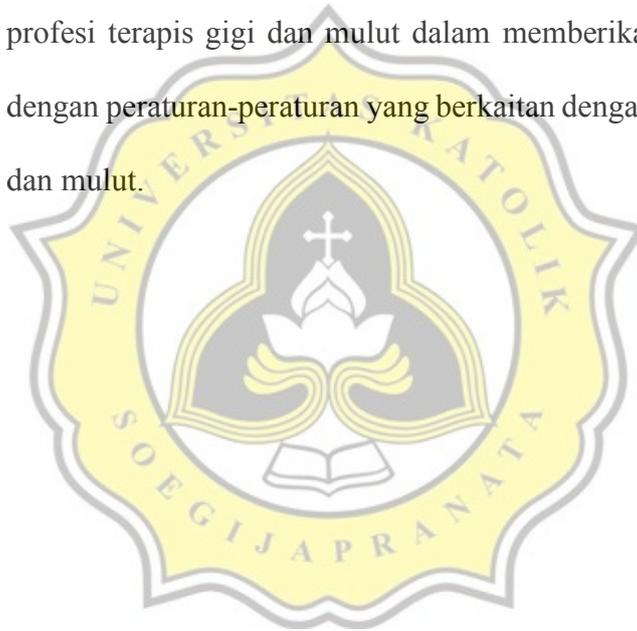 profesi terapis gigi dan mulut dalam memberika
dengan peraturan-peraturan yang berkaitan denga
dan mulut.
UNIVERSITAS KATOLIK
SOEGIJAPRANATA